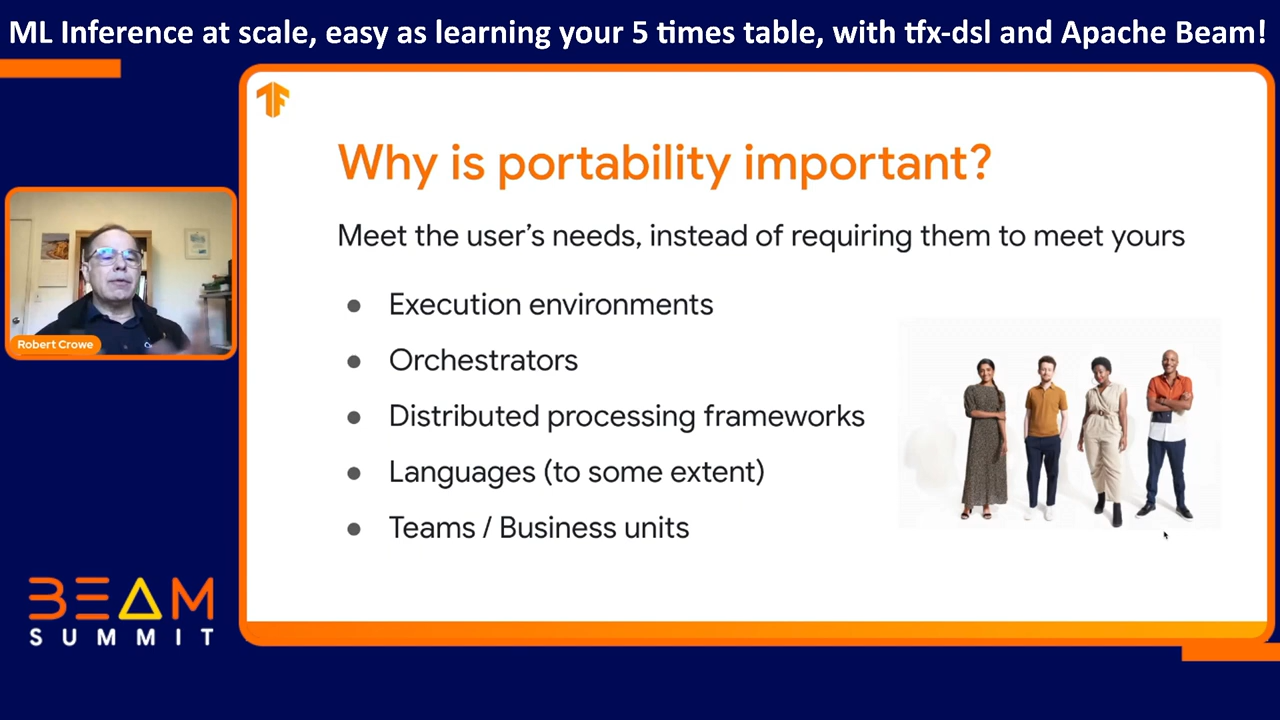 ML Inference at scale, easy as learning your 5 times table, with tfx-dsl and Apache Beam!
Why is portability important?
Meet the user's needs, instead of requiring them to meet yours
• Execution environments
• Orchestrators
• Distributed processing frameworks
• Languages (to some extent)
• Teams / Business units
Robert Crowe
BEAM
SUMMIT